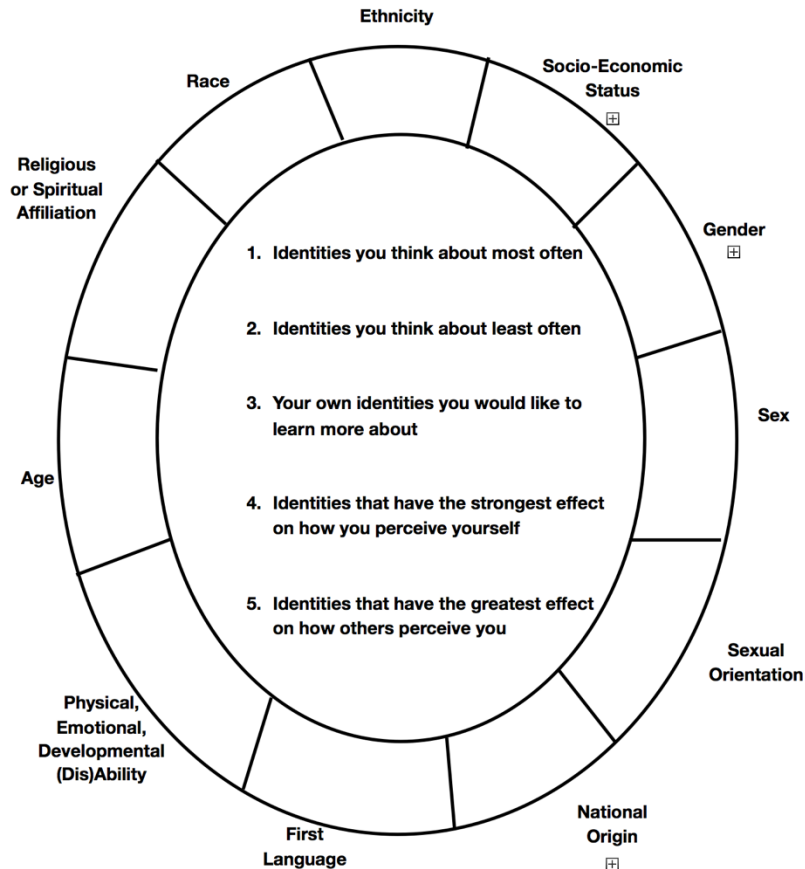 Ethnicity
Socio-Economic
Status
Race
Religious
or Spiritual
Affiliation
Gender
1. Identities you think about most often
2. Identities you think about least often
3. Your own identities you would like to
learn more about
Sex
Age
4. Identities that have the strongest effect
on how you perceive yourself
5. Identities that have the greatest effect
on how others perceive you
Sexual
Orientation
Physical,
Emotional,
Developmental
(Dis)Ability
National
Origin
First
Language